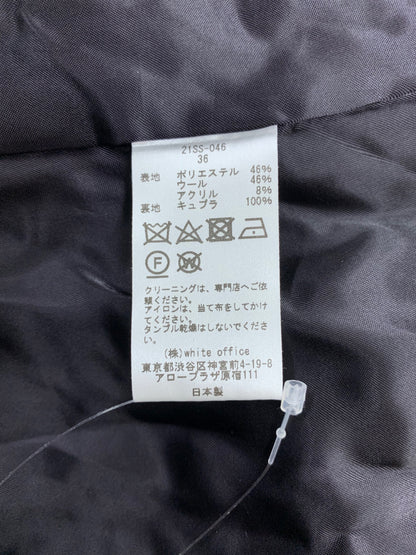 21SS-046
36
表地 ポリエステル 46%
ウール 46%
アクリル 8%
裏地 キュプラ 100%
F W
クリーニングは、専門店へご依
頼ください。
アイロンは、当て布をしてかけ
てください。
タンブル乾燥はしないでくださ
い。
(株)white office
東京都渋谷区神宮前4-19-8
アロープラザ原宿111
日本製